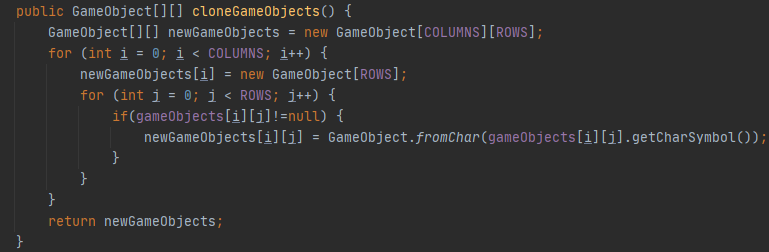 public GameObject[][] cloneGameObjects() {
    GameObject[][] newGameObjects = new GameObject[COLUMNS][ROWS];
    for (int i = 0; i < COLUMNS; i++) {
        newGameObjects[i] = new GameObject[ROWS];
        for (int j = 0; j < ROWS; j++) {
            if(gameObjects[i][j]!=null) {
                newGameObjects[i][j] = GameObject.fromChar(gameObjects[i][j].getCharSymbol());
            }
        }
    }
    return newGameObjects;
}